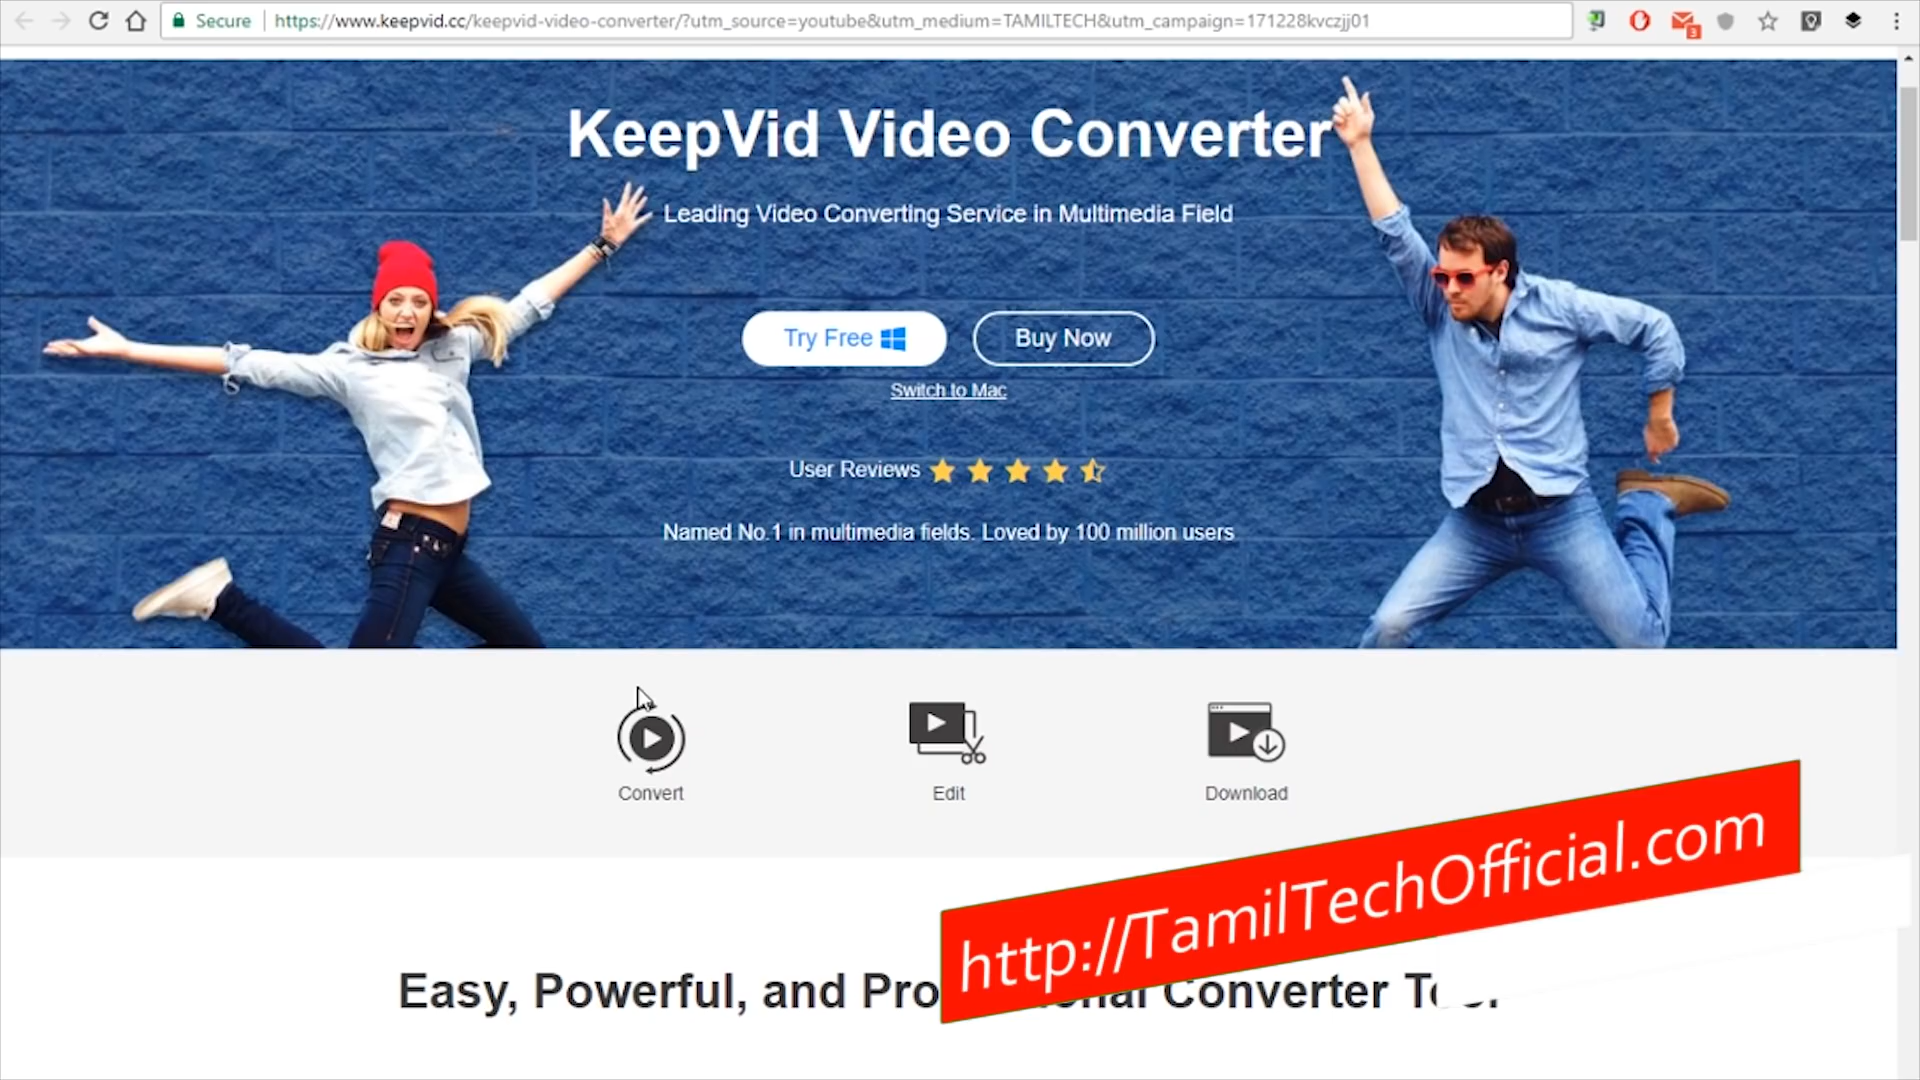 Secure https://www.keepvid.cc/keepvid-video-converter/?utm_source=youtube&utm_medium=TAMILTECH&utm_campaign=171228kvczjj01
3
KeepVid Video Converter
Leading Video Converting Service in Multimedia Field
Try Free
Buy Now
Switch to Mac
User Reviews
Named No.1 in multimedia fields. Loved by 100 million users
Convert
Edit
Download
http://TamilTechOfficial.com
Easy, Powerful, and Converter